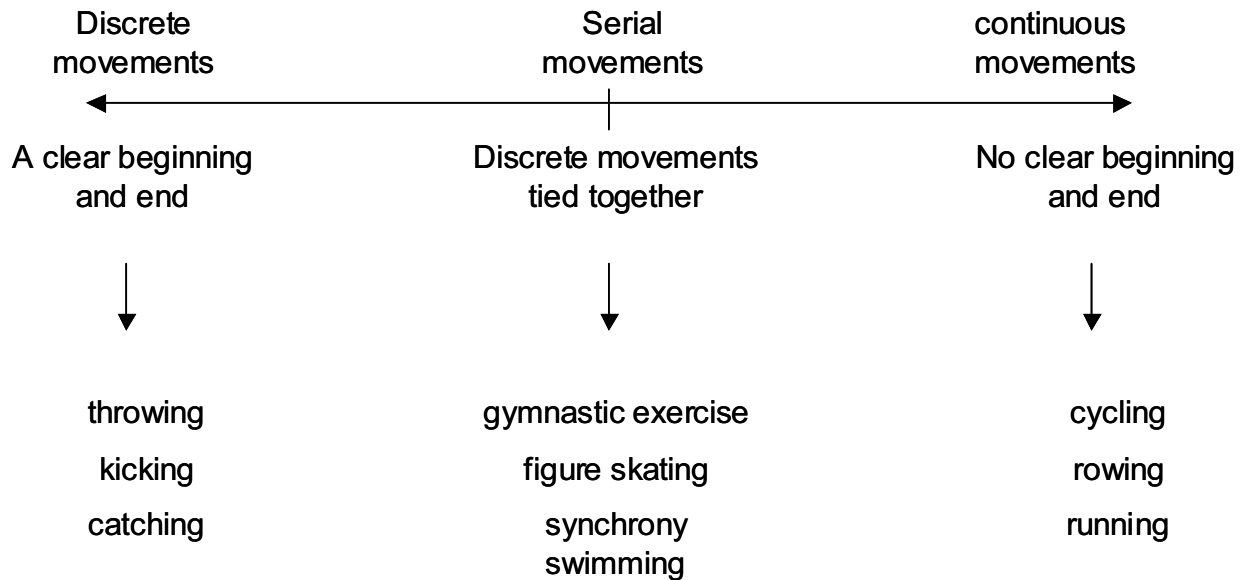 Discrete
movements
Serial
movements
continuous
movements
A clear beginning
and end
Discrete movements
tied together
No clear beginning
and end
throwing
gymnastic exercise
cycling
kicking
figure skating
rowing
catching
synchrony
swimming
running